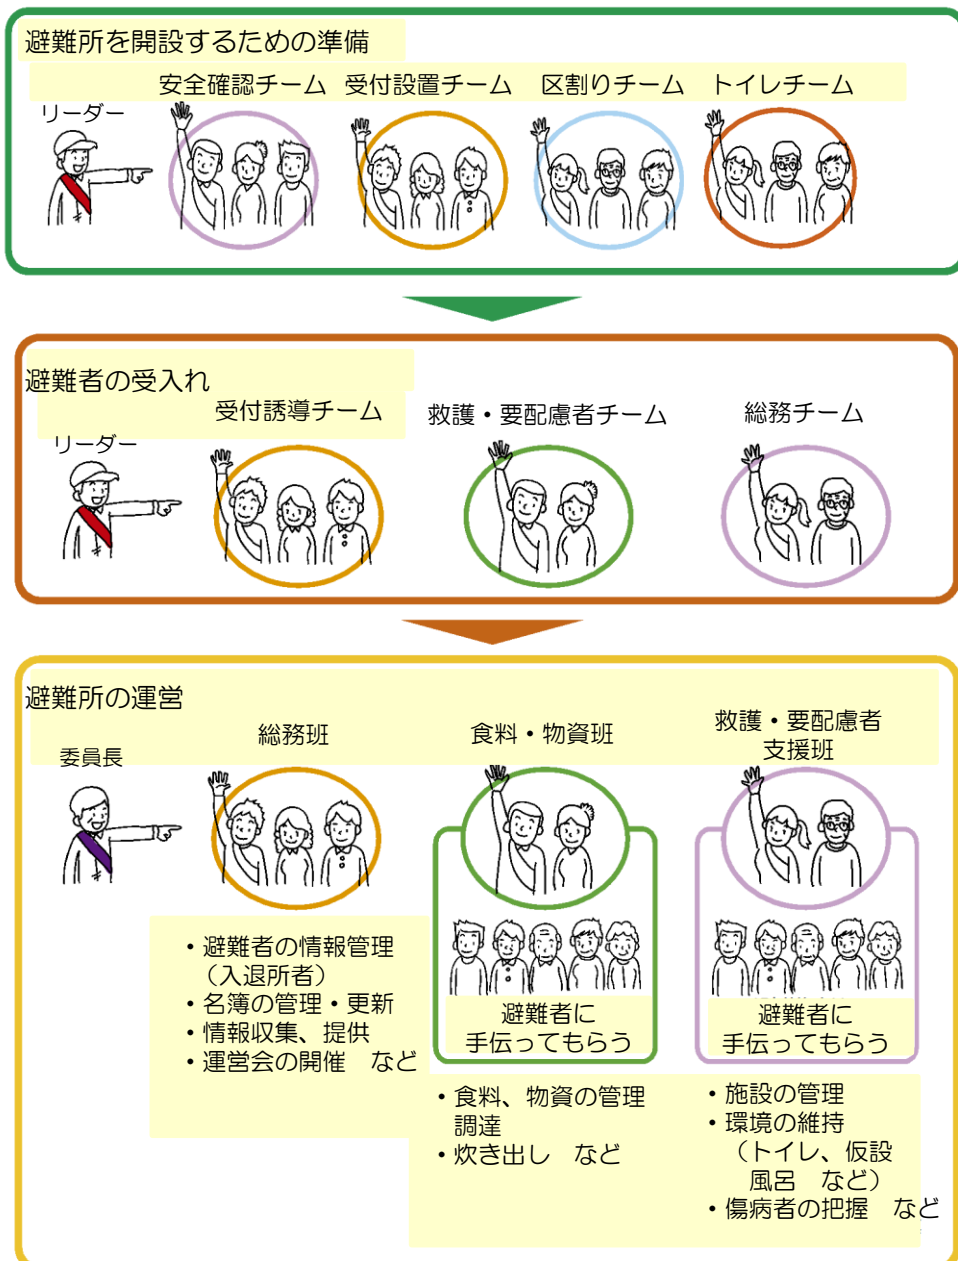 避難所を開設するための準備
安全確認チーム 受付設置チーム 区割りチーム トイレチーム
リーダー
避難者の受入れ
受付誘導チーム 救護・要配慮者チーム 総務チーム
リーダー
避難所の運営
総務班 食料・物資班 救護・要配慮者
支援班
委員長
・避難者の情報管理
（入退所者）
・名簿の管理・更新
・情報収集、提供
・運営会の開催　など
避難者に
手伝ってもらう
・食料、物資の管理
調達
・炊き出し　など
避難者に
手伝ってもらう
・施設の管理
・環境の維持
（トイレ、仮設
風呂　など）
・傷病者の把握　など